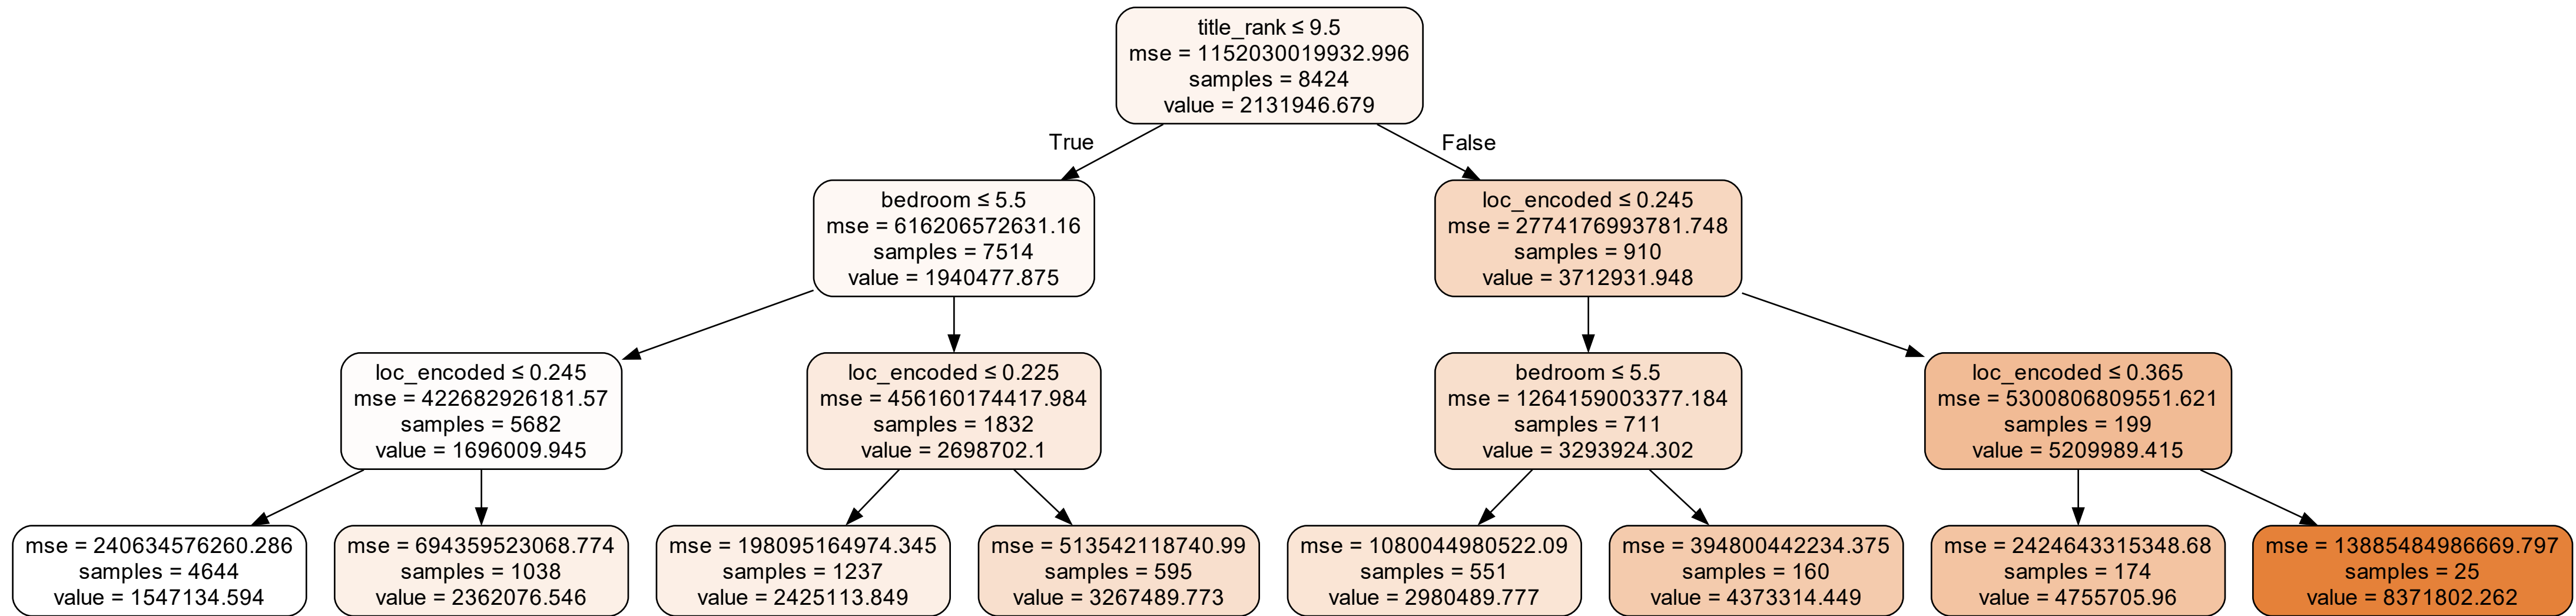 title_rank ≤ 9.5
mse = 1152030019932.996
samples = 8424
value = 2131946.679
True
False
bedroom ≤ 5.5
mse = 616206572631.16
samples = 7514
value = 1940477.875
loc_encoded ≤ 0.245
mse = 2774176993781.748
samples = 910
value = 3712931.948
loc_encoded ≤ 0.245
mse = 422682926181.57
samples = 5682
value = 1696009.945
loc_encoded ≤ 0.225
mse = 456160174417.984
samples = 1832
value = 2698702.1
bedroom ≤ 5.5
mse = 1264159003377.184
samples = 711
value = 3293924.302
loc_encoded ≤ 0.365
mse = 5300806809551.621
samples = 199
value = 5209989.415
mse = 240634576260.286
samples = 4644
value = 1547134.594
mse = 694359523068.774
samples = 1038
value = 2362076.546
mse = 198095164974.345
samples = 1237
value = 2425113.849
mse = 513542118740.99
samples = 595
value = 3267489.773
mse = 1080044980522.09
samples = 551
value = 2980489.777
mse = 394800442234.375
samples = 160
value = 4373314.449
mse = 2424643315348.68
samples = 174
value = 4755705.96
mse = 13885484986669.797
samples = 25
value = 8371802.262